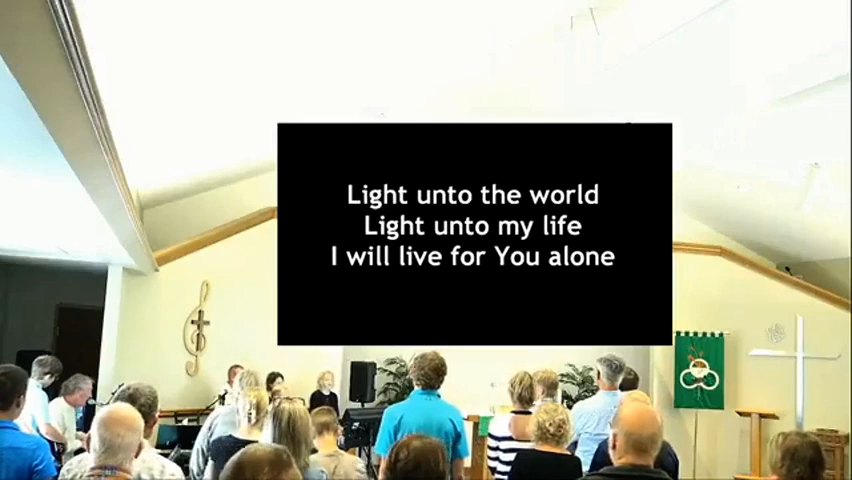 Light unto the world
Light unto my life
I will live for You alone